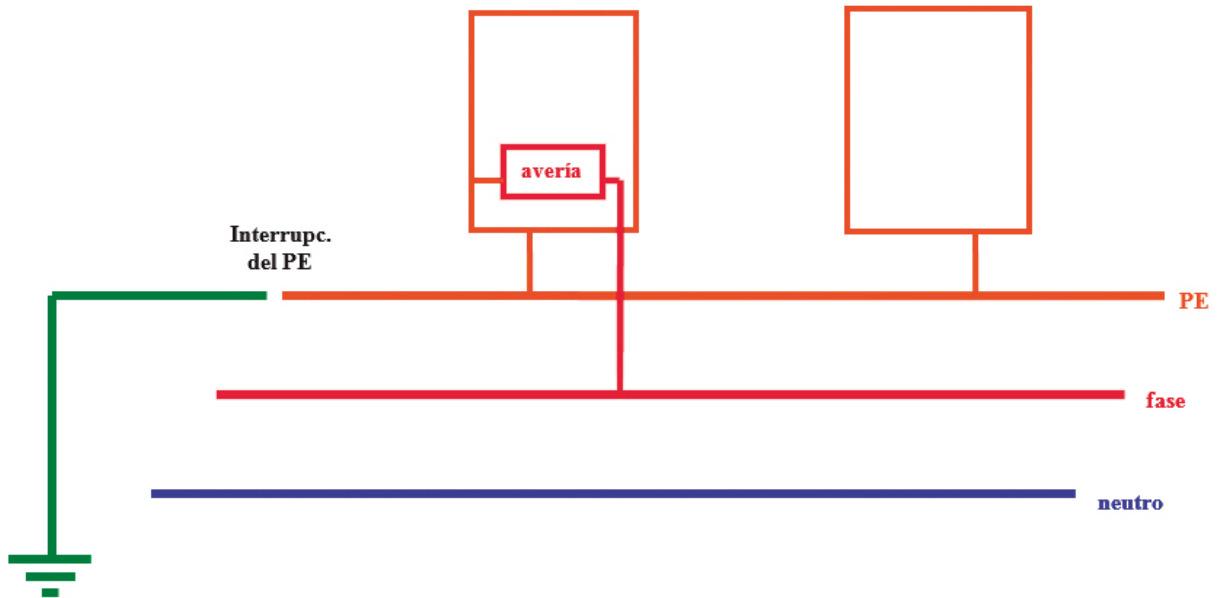 avería
Interrupc.
del PE
PE
fase
neutro